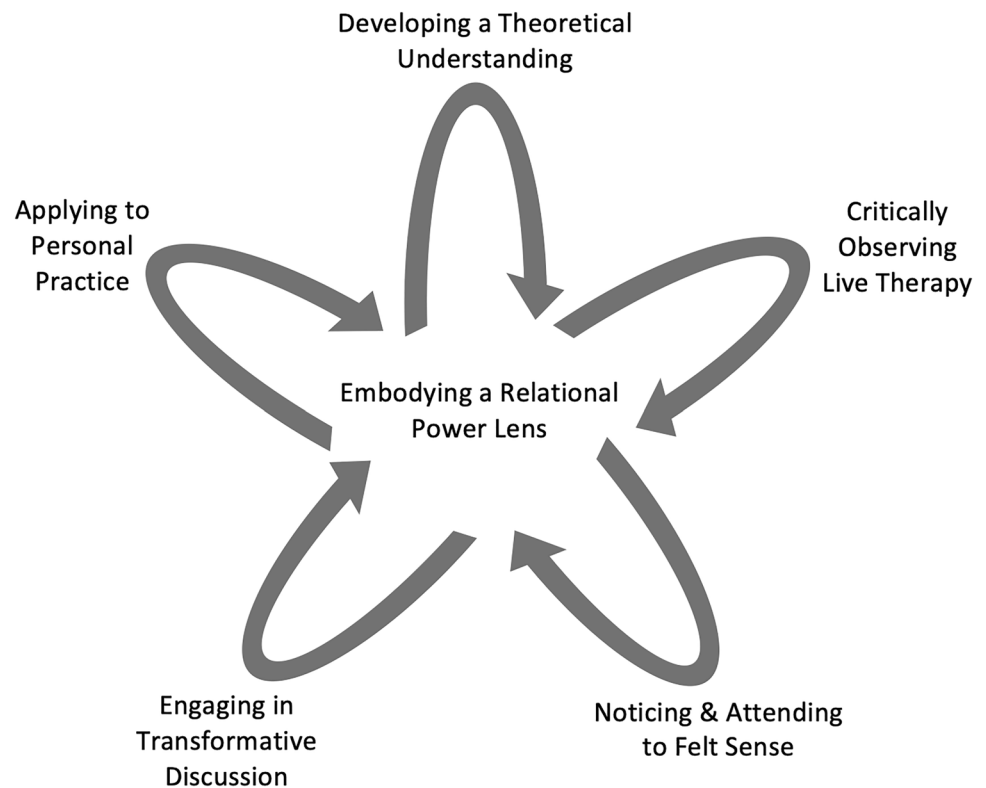 Developing a Theoretical
Understanding
Critically
Observing
Live Therapy
Noticing & Attending
to Felt Sense
Engaging in
Transformative
Discussion
Applying to
Personal
Practice
Embodying a Relational
Power Lens